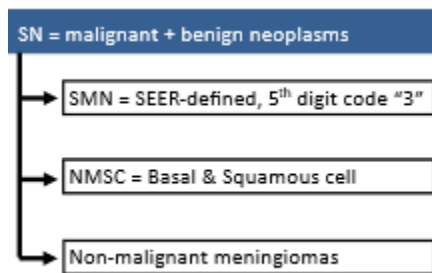 SN = malignant + benign neoplasms
SMN = SEER-defined, 5th digit code “3”
NMSC = Basal & Squamous cell
Non-malignant meningiomas